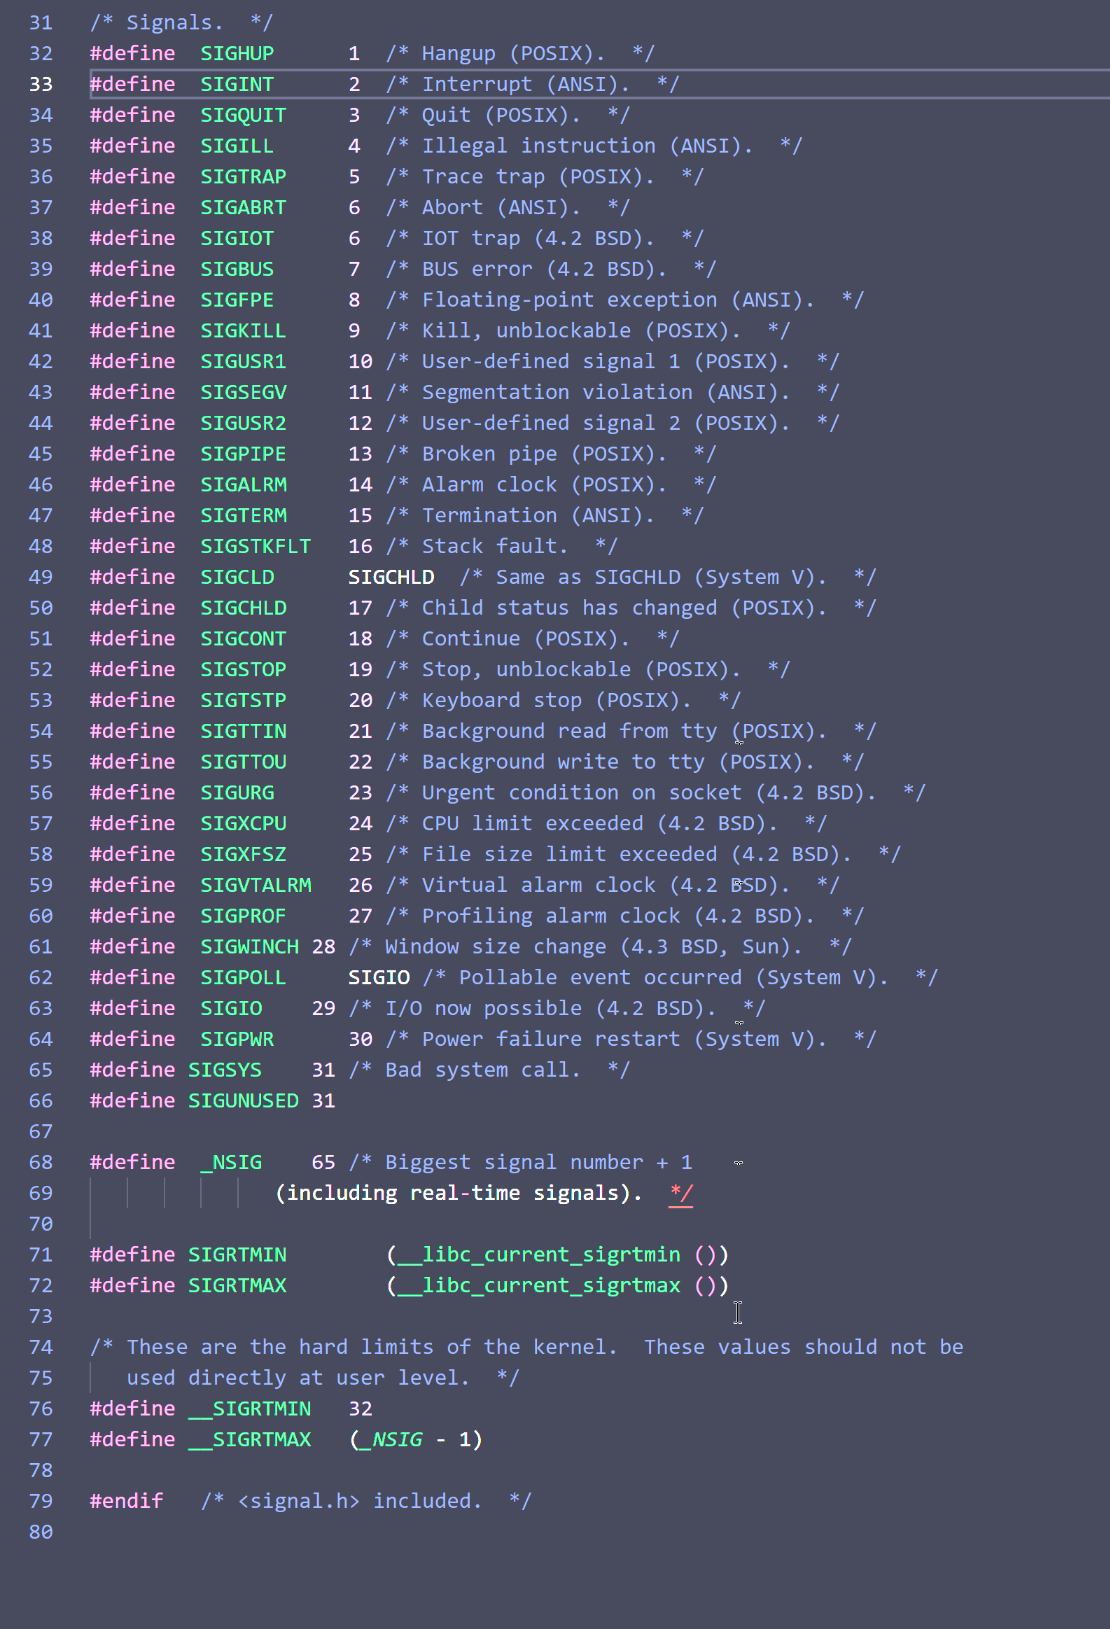 31 /* Signals.  */
32 #define  SIGHUP      1  /* Hangup (POSIX).  */
33 #define  SIGINT      2  /* Interrupt (ANSI).  */
34 #define  SIGQUIT     3  /* Quit (POSIX).  */
35 #define  SIGILL      4  /* Illegal instruction (ANSI).  */
36 #define  SIGTRAP     5  /* Trace trap (POSIX).  */
37 #define  SIGABRT     6  /* Abort (ANSI).  */
38 #define  SIGIOT      6  /* IOT trap (4.2 BSD).  */
39 #define  SIGBUS      7  /* BUS error (4.2 BSD).  */
40 #define  SIGFPE      8  /* Floating-point exception (ANSI).  */
41 #define  SIGKILL     9  /* Kill, unblockable (POSIX).  */
42 #define  SIGUSR1     10 /* User-defined signal 1 (POSIX).  */
43 #define  SIGSEGV     11 /* Segmentation violation (ANSI).  */
44 #define  SIGUSR2     12 /* User-defined signal 2 (POSIX).  */
45 #define  SIGPIPE     13 /* Broken pipe (POSIX).  */
46 #define  SIGALRM     14 /* Alarm clock (POSIX).  */
47 #define  SIGTERM     15 /* Termination (ANSI).  */
48 #define  SIGSTKFLT   16 /* Stack fault.  */
49 #define  SIGCLD      SIGCHLD  /* Same as SIGCHLD (System V).  */
50 #define  SIGCHLD     17 /* Child status has changed (POSIX).  */
51 #define  SIGCONT     18 /* Continue (POSIX).  */
52 #define  SIGSTOP     19 /* Stop, unblockable (POSIX).  */
53 #define  SIGTSTP     20 /* Keyboard stop (POSIX).  */
54 #define  SIGTTIN     21 /* Background read from tty (POSIX).  */
55 #define  SIGTTOU     22 /* Background write to tty (POSIX).  */
56 #define  SIGURG      23 /* Urgent condition on socket (4.2 BSD).  */
57 #define  SIGXCPU     24 /* CPU limit exceeded (4.2 BSD).  */
58 #define  SIGXFSZ     25 /* File size limit exceeded (4.2 BSD).  */
59 #define  SIGVTALRM   26 /* Virtual alarm clock (4.2 BSD).  */
60 #define  SIGPROF     27 /* Profiling alarm clock (4.2 BSD).  */
61 #define  SIGWINCH 28 /* Window size change (4.3 BSD, Sun).  */
62 #define  SIGPOLL     SIGIO /* Pollable event occurred (System V).  */
63 #define  SIGIO    29 /* I/O now possible (4.2 BSD).  */
64 #define  SIGPWR      30 /* Power failure restart (System V).  */
65 #define SIGSYS    31 /* Bad system call.  */
66 #define SIGUNUSED 31
67
68 #define  _NSIG    65 /* Biggest signal number + 1
69                (including real-time signals).  */
70
71 #define SIGRTMIN        (__libc_current_sigrtmin ())
72 #define SIGRTMAX        (__libc_current_sigrtmax ())
73
74 /* These are the hard limits of the kernel.  These values should not be
75    used directly at user level.  */
76 #define __SIGRTMIN   32
77 #define __SIGRTMAX   (_NSIG - 1)
78
79 #endif   /* <signal.h> included.  */
80